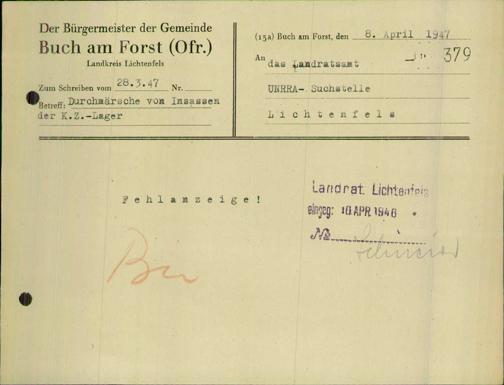 Der Bürgermeister der Gemeinde
Buch am Forst (Ofr.)
Landkreis Lichtenfels
Zum Schreiben vom 28.3.47 Nr.
Betreff: Durchmärsche von Insassen
der K.Z.-Lager
(15a) Buch am Forst, den 8. April 1947
An
379
das Landratsamt
UNRRA- Suchstelle
Lichtenfels
Fehlanzeige!
Landrat Lichtenfels
eingeg: 10 APR. 1946
No